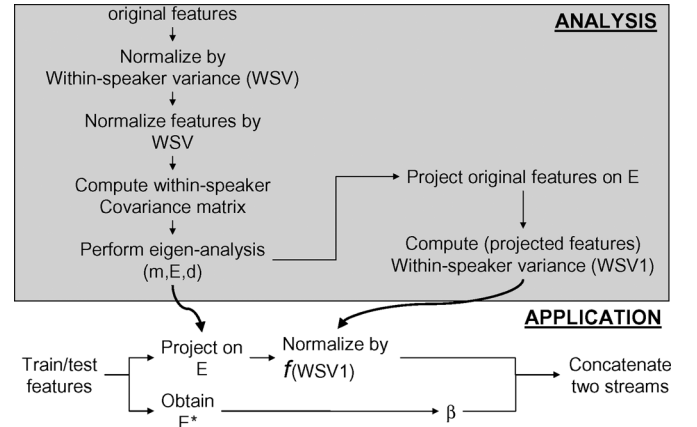 original features
ANALYSIS
Normalize by
Within-speaker variance (WSV)
Normalize features by
WSV
Compute within-speaker
Covariance matrix
Perform eigen-analysis
(m,E,d)
Project original features on E
Compute (projected features)
Within-speaker variance (WSV1)
APPLICATION
Train/test
features
Project on
E
Normalize by
f(WSV1)
Obtain
E*
β
Concatenate
two streams